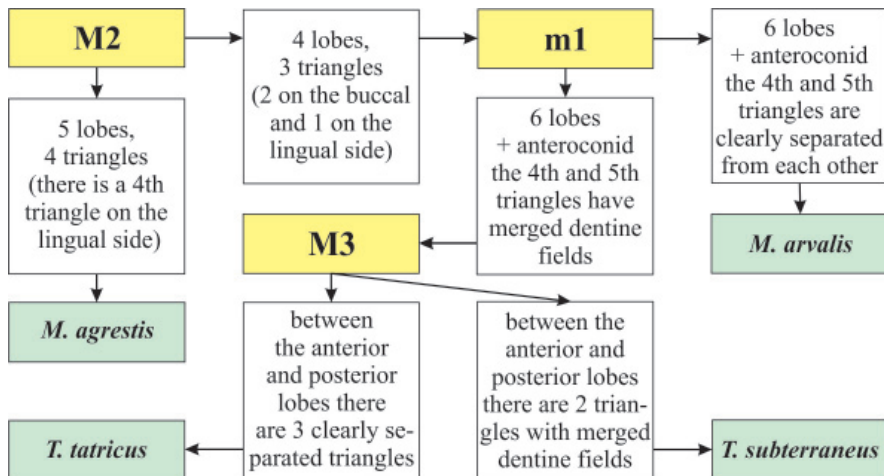 M2
4 lobes,
3 triangles
(2 on the buccal
and 1 on the
lingual side)
m1
6 lobes
+ anteroconid
the 4th and 5th
triangles are
clearly separated
from each other
5 lobes,
4 triangles
(there is a 4th
triangle on the
lingual side)
6 lobes
+ anteroconid
the 4th and 5th
triangles have
merged dentine
fields
M. arvalis
M3
M. agrestis
between
the anterior
and posterior
lobes there
are 3 clearly se-
parated triangles
between the
anterior and
posterior lobes
there are 2 trian-
gles with merged
dentine fields
T. tatricus
T. subterraneus